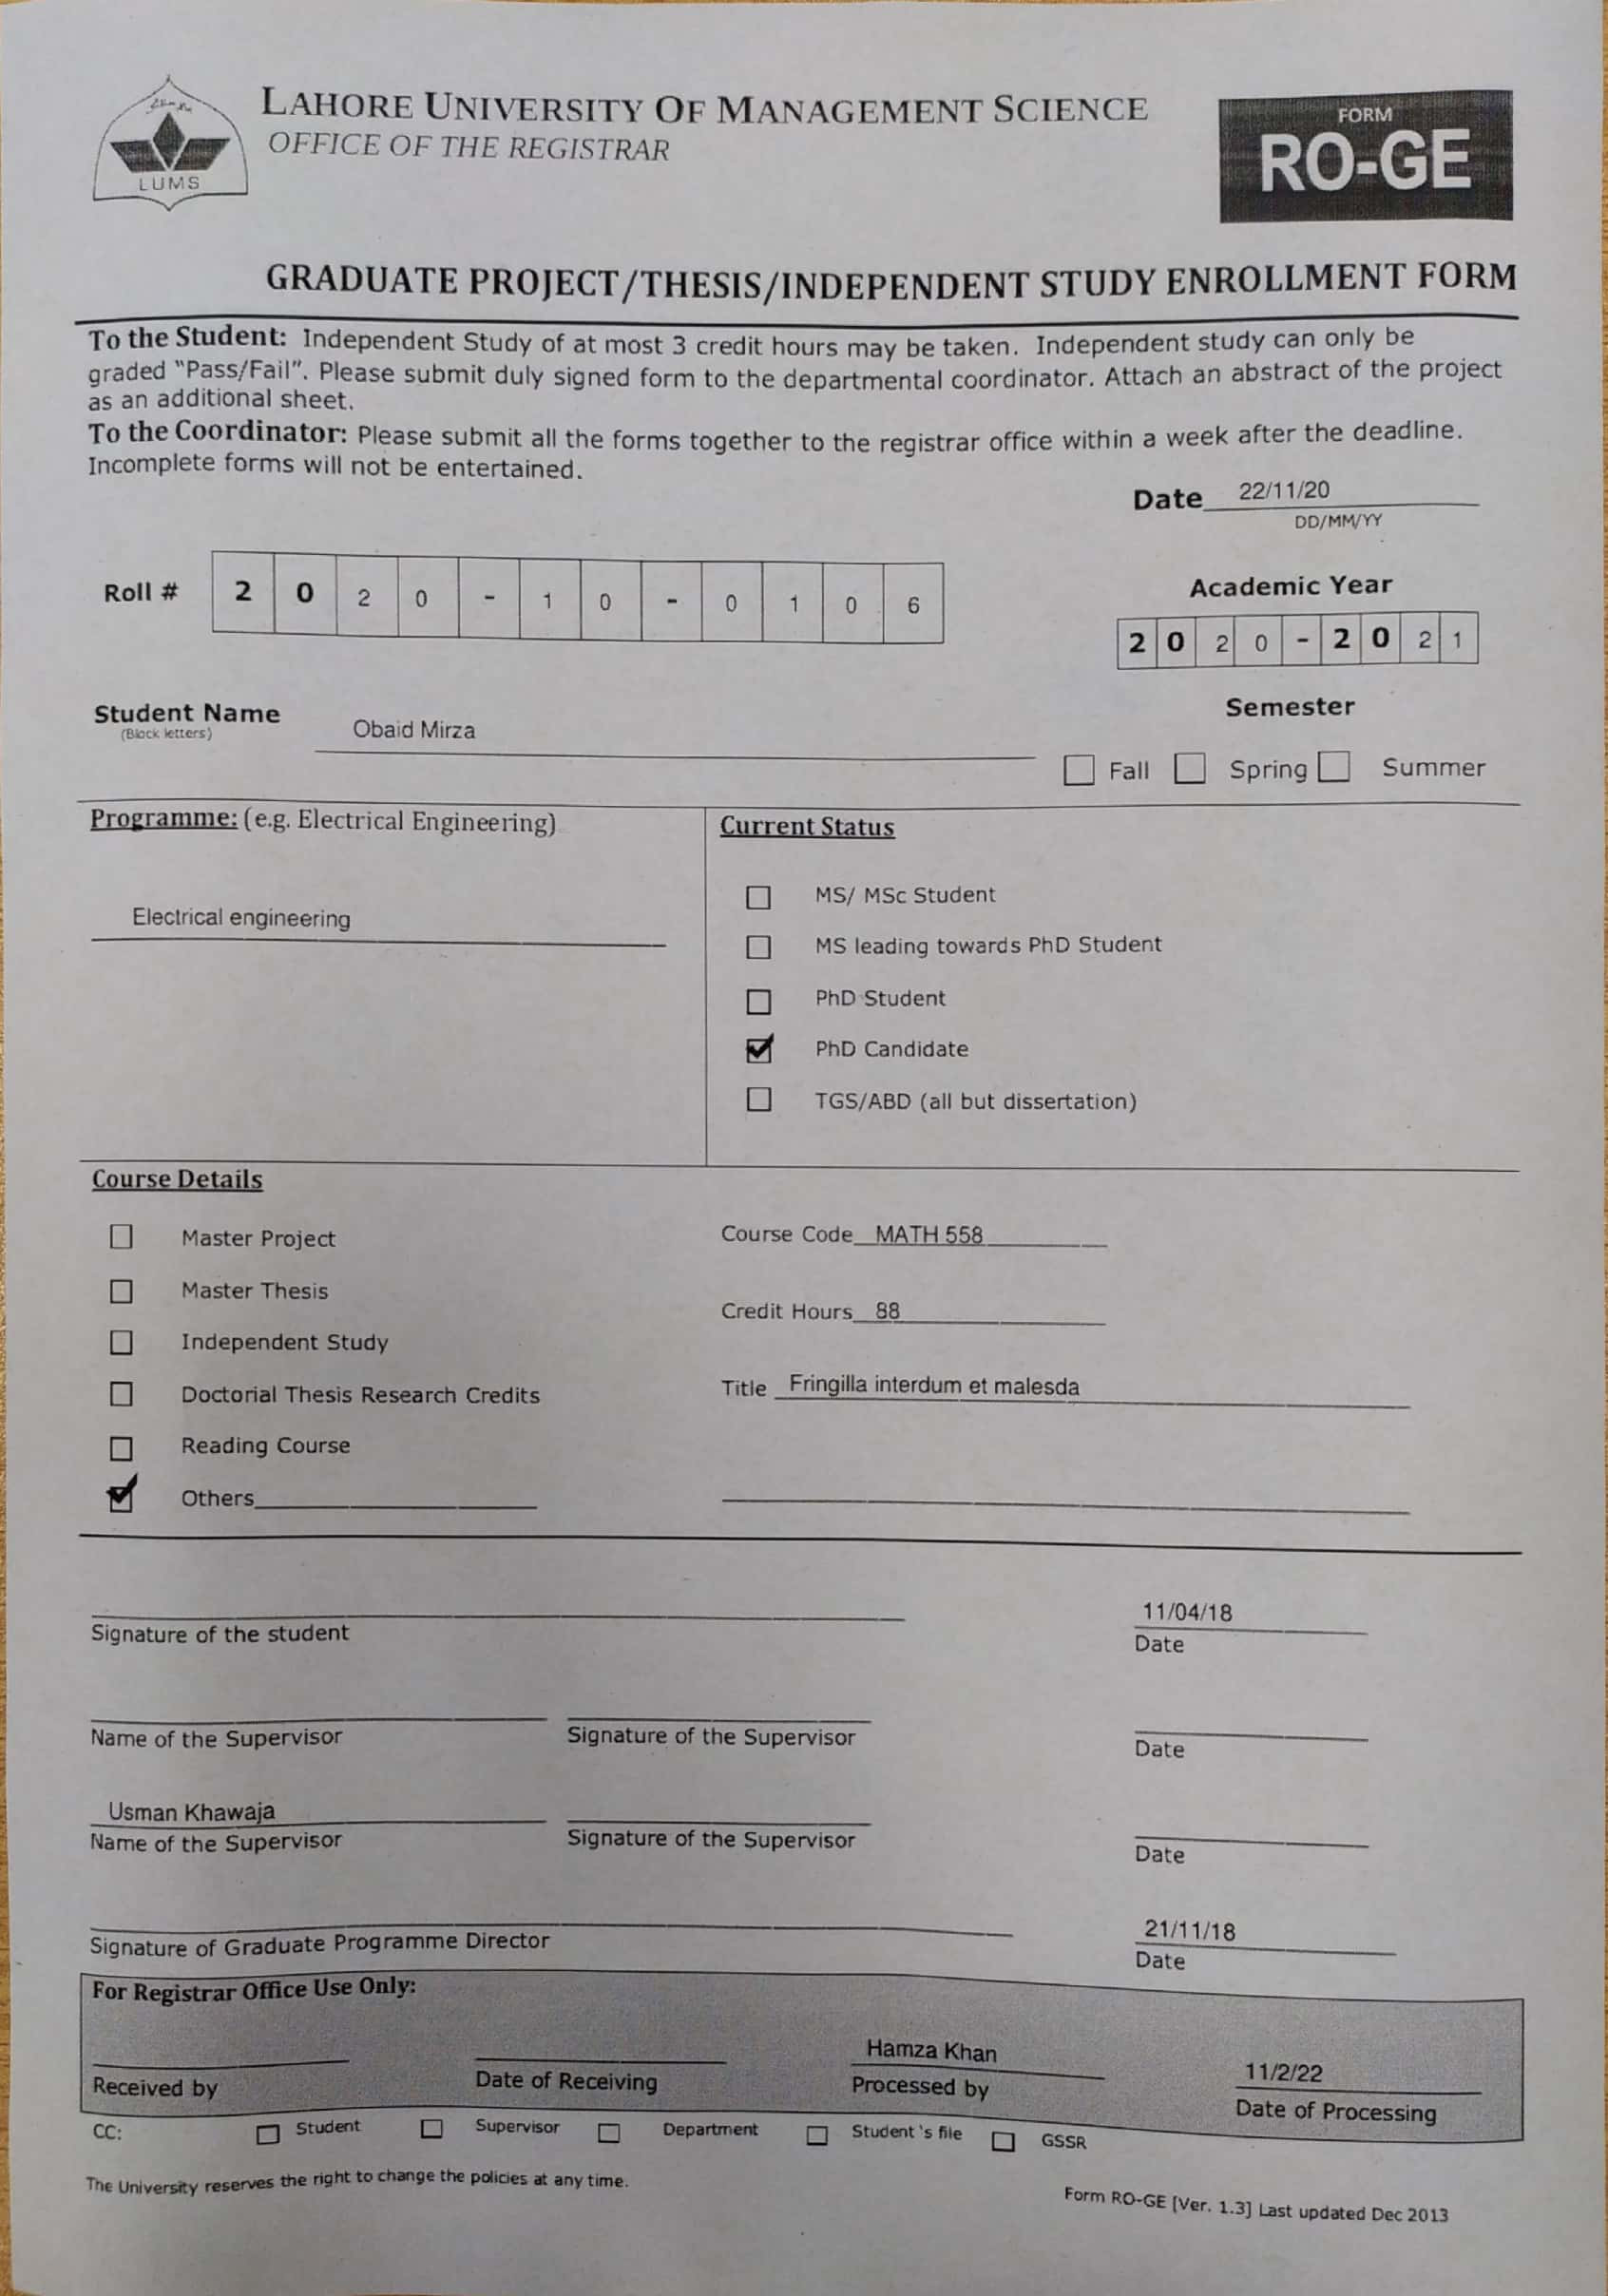 LAHORE UNIVERSITY OF MANAGEMENT SCIENCE
OFFICE OF THE REGISTRAR
LUMS
FORM
RO-GE
GRADUATE PROJECT/THESIS/INDEPENDENT STUDY ENROLLMENT FORM
To the Student: Independent Study of at most 3 credit hours may be taken. Independent study can only be
graded "Pass/Fail". Please submit duly signed form to the departmental coordinator. Attach an abstract of the project
as an additional sheet.
To the Coordinator: Please submit all the forms together to the registrar office within a week after the deadline.
Incomplete forms will not be entertained.
Date 22/11/20
DD/MM/YY
Roll # 2 0 2 0 - 1 0 - 0 1 0 6
Academic Year
2 0 2 0 - 2 0 2 1
Student Name Obaid Mirza
(Block letters)
Semester
Fall Spring Summer
Programme: (e.g. Electrical Engineering)
Electrical engineering
Current Status
MS/ MSc Student
MS leading towards PhD Student
PhD Student
PhD Candidate
TGS/ABD (all but dissertation)
Course Details
Master Project
Master Thesis
Independent Study
Doctorial Thesis Research Credits
Reading Course
Others
Course Code MATH 558
Credit Hours 88
Title Fringilla interdum et malesda
Signature of the student
11/04/18
Date
Name of the Supervisor Signature of the Supervisor Date
Usman Khawaja
Name of the Supervisor Signature of the Supervisor Date
Signature of Graduate Programme Director
21/11/18
Date
For Registrar Office Use Only:
Received by
Date of Receiving
Hamza Khan
Processed by
11/2/22
Date of Processing
CC: Student Supervisor Department Student's file GSSR
The University reserves the right to change the policies at any time.
Form RO-GE [Ver. 1.3] Last updated Dec 2013